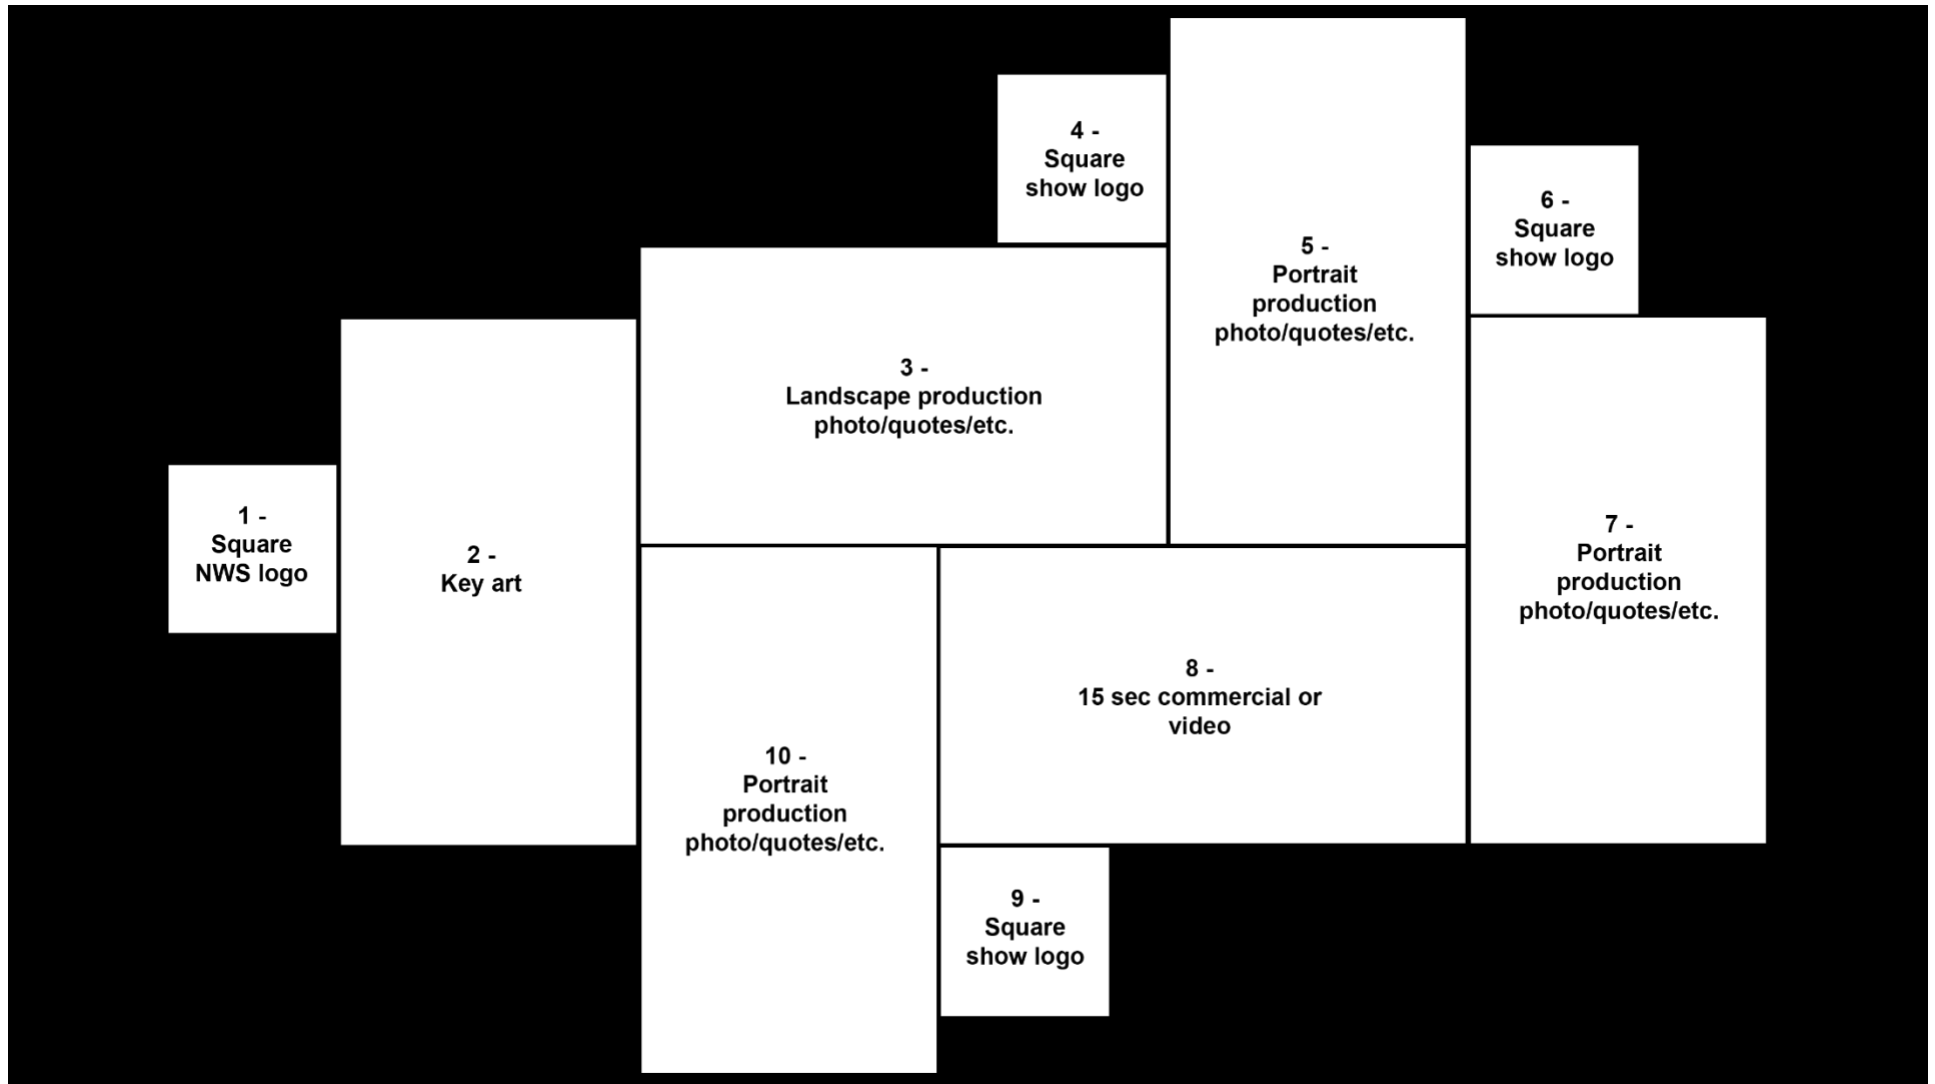 1 -
Square
NWS logo
2 -
Key art
3 -
Landscape production
photo/quotes/etc.
4 -
Square
show logo
5 -
Portrait
production
photo/quotes/etc.
6 -
Square
show logo
7 -
Portrait
production
photo/quotes/etc.
8 -
15 sec commercial or
video
9 -
Square
show logo
10 -
Portrait
production
photo/quotes/etc.